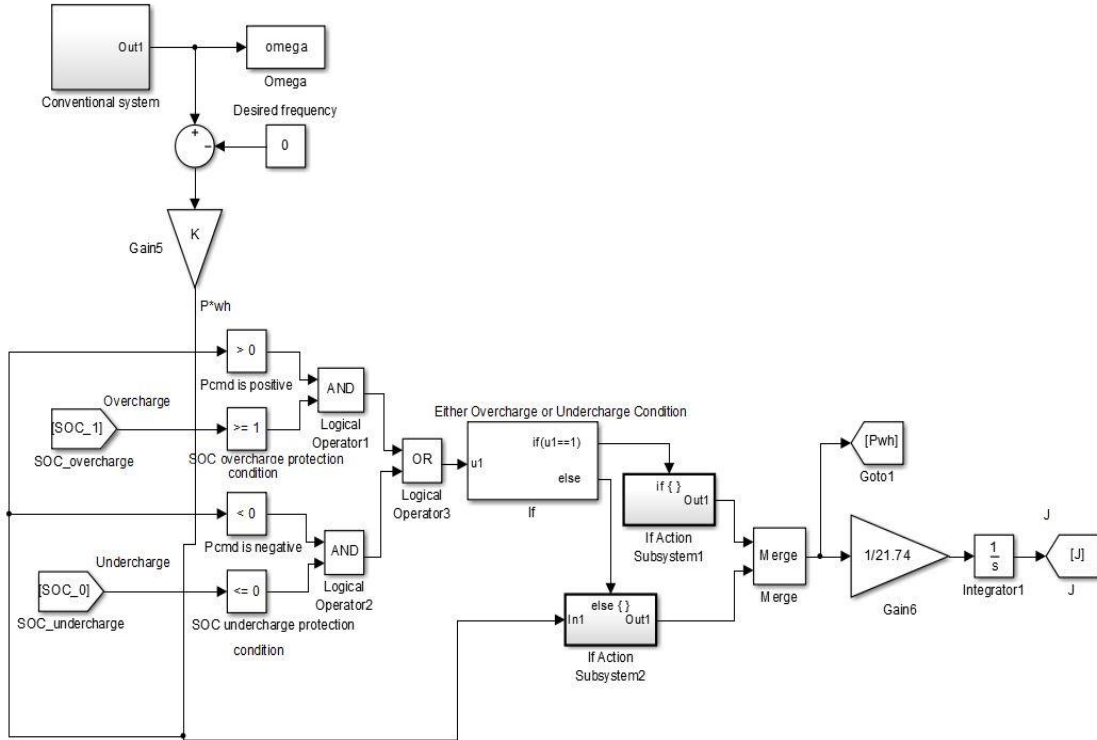 Out1
omega
Conventional system
Omega
Desired frequency
+
−
0
K
Gain5
P*wh
> 0
Pcmd is positive
Overcharge
[SOC_1]
SOC_overcharge
>= 1
SOC overcharge protection
condition
AND
Logical
Operator1
< 0
Pcmd is negative
Undercharge
[SOC_0]
SOC_undercharge
<= 0
SOC undercharge protection
condition
AND
Logical
Operator2
OR
Logical
Operator3
Either Overcharge or Undercharge Condition
u1
if(u1==1)
else
If
if { }
Out1
If Action
Subsystem1
else { }
In1
Out1
If Action
Subsystem2
Merge
Merge
[Pwh]
Goto1
1/21.74
Gain6
1
s
Integrator1
J
[J]
J